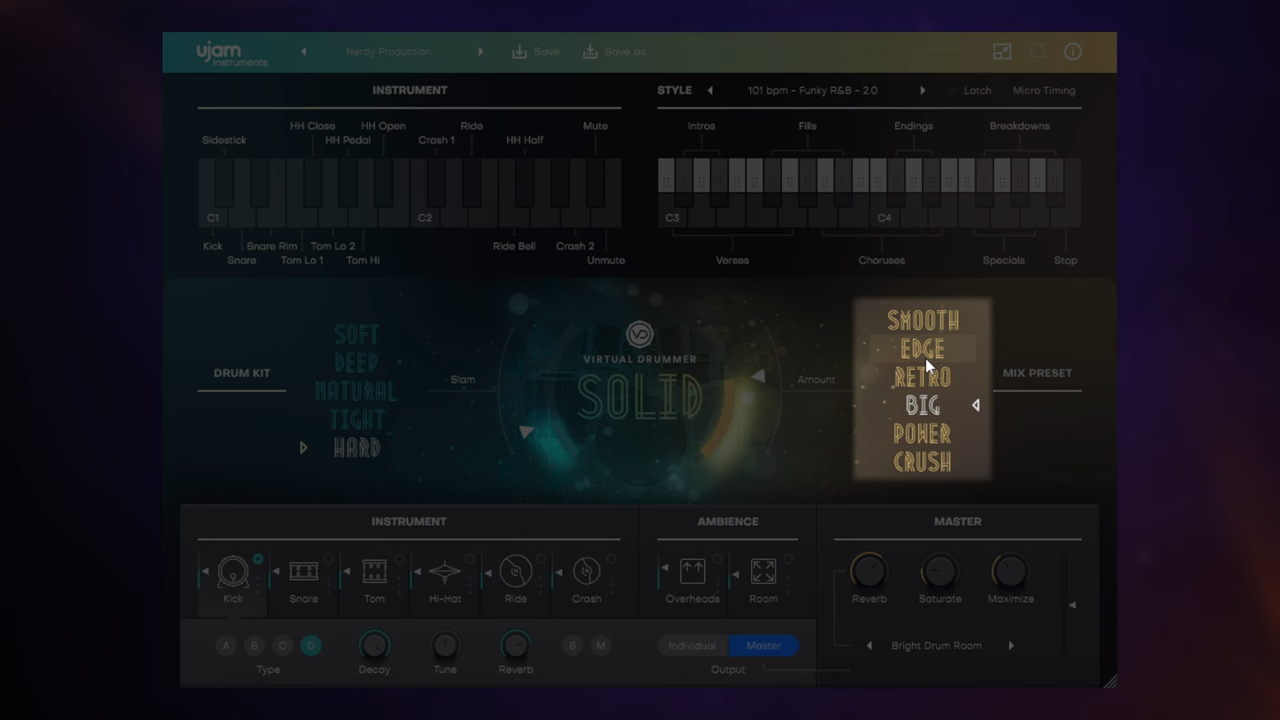 ujam
Instruments
Nerdy Production
Save
Save as..
INSTRUMENT
STYLE
101 bpm - Funky R&B - 2.0
Latch
Micro Timing
HH Close
HH Open
Ride
Mute
Sidestick
HH Pedal
Crash 1
HH Half
Intros
Fills
Endings
Breakdowns
C1
C2
C3
C4
Kick
Snare Rim
Tom Lo 2
Ride Bell
Crash 2
Snare
Tom Lo 1
Tom Hi
Unmute
Verses
Choruses
Specials
Stop
DRUM KIT
SOFT
DEEP
NATURAL
TIGHT
HARD
Slam
VD
VIRTUAL DRUMMER
SOLID
Amount
SMOOTH
EDGE
RETRO
BIG
POWER
CRUSH
MIX PRESET
INSTRUMENT
AMBIENCE
MASTER
Kick
Snare
Tom
Hi-Hat
Ride
Crash
Overheads
Room
Reverb
Saturate
Maximize
A
B
C
D
S
M
Individual
Master
Bright Drum Room
Type
Decay
Tune
Reverb
Output